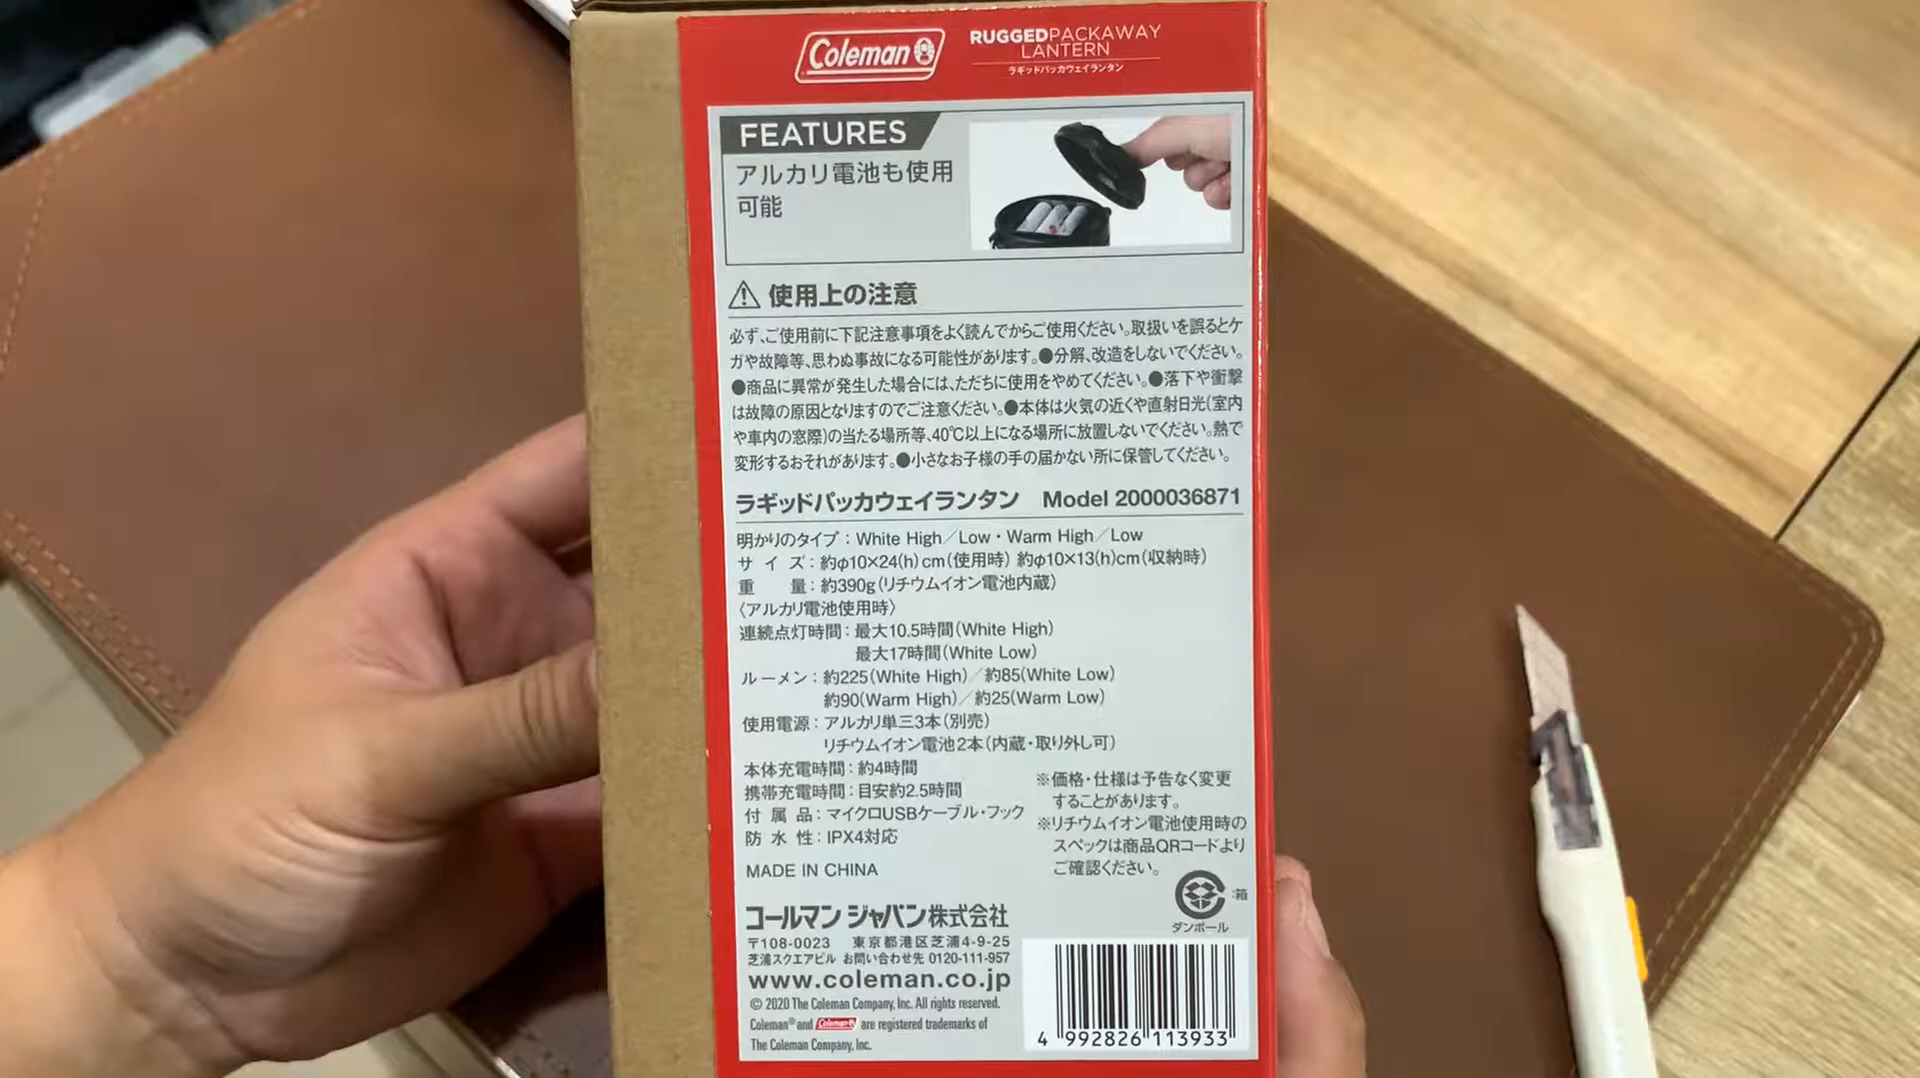 Coleman
RUGGEDPACKAWAY
LANTERN
ラギッドパッカウェイランタン
FEATURES
アルカリ電池も使用
可能
使用上の注意
必ず、ご使用前に下記注意事項をよく読んでからご使用ください。取扱いを誤るとケ
ガや故障等、思わぬ事故になる可能性があります。●分解、改造をしないでください。
●商品に異常が発生した場合には、ただちに使用をやめてください。●落下や衝撃
は故障の原因となりますのでご注意ください。●本体は火気の近くや直射日光(室内
や車内の窓際)の当たる場所等、40℃以上になる場所に放置しないでください。熱で
変形するおそれがあります。●小さなお子様の手の届かない所に保管してください。
ラギッドパッカウェイランタン Model 2000036871
明かりのタイプ：White High／Low・Warm High／Low
サイズ：約φ10×24(h)cm(使用時) 約φ10×13(h)cm(収納時)
重量：約390g(リチウムイオン電池内蔵)
〈アルカリ電池使用時〉
連続点灯時間：最大10.5時間(White High)
最大17時間(White Low)
ルーメン：約225(White High)／約85(White Low)
約90(Warm High)／約25(Warm Low)
使用電源：アルカリ単三3本(別売)
リチウムイオン電池2本(内蔵・取り外し可)
本体充電時間：約4時間
携帯充電時間：目安約2.5時間
付属品：マイクロUSBケーブル・フック
防水性：IPX4対応
※価格・仕様は予告なく変更
することがあります。
※リチウムイオン電池使用時の
スペックは商品QRコードより
ご確認ください。
MADE IN CHINA
:箱
ダンボール
コールマン ジャパン株式会社
〒108-0023 東京都港区芝浦4-9-25
芝浦スクエアビル お問い合わせ先 0120-111-957
www.coleman.co.jp
© 2020 The Coleman Company, Inc. All rights reserved.
Coleman® and Coleman are registered trademarks of
The Coleman Company, Inc.
4 992826 113933